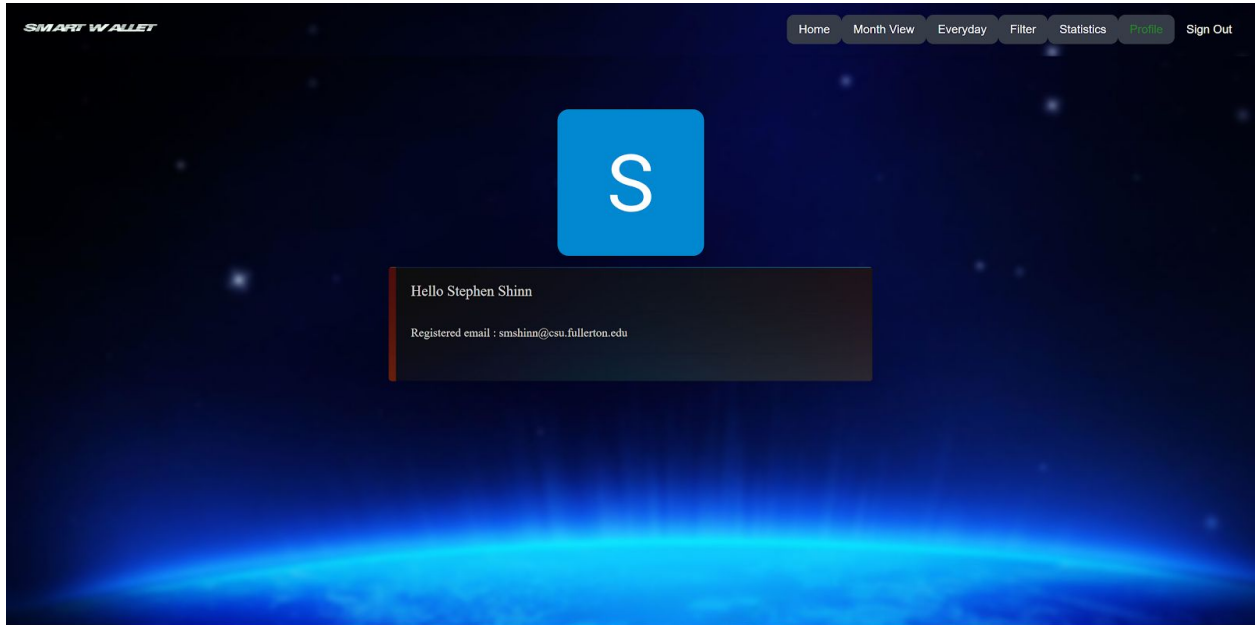 SMART WALLET
Home Month View Everyday Filter Statistics Profile Sign Out
S
Hello Stephen Shinn
Registered email : smshinn@csu.fullerton.edu